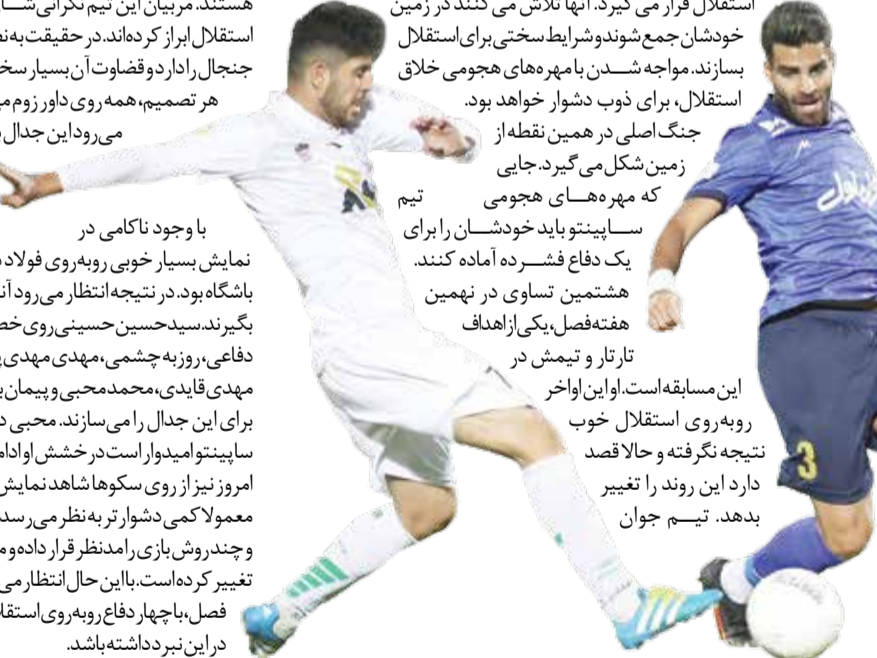 استقلال قرار می گیرد. آنها تلاش می کنند در زمین
خودشان جمع شوند و شرایط سختی برای استقلال
بسازند. مواجه شدن با مهره‌های هجومی خلاق
استقلال، برای ذوب دشوار خواهد بود.
جنگ اصلی در همین نقطه از
زمین شکل می گیرد. جایی
که مهره‌های هجومی تیم
ساپینتو باید خودشان را برای
یک دفاع فشرده آماده کنند.
هشتمین تساوی در نهمین
هفته فصل، یکی از اهداف
تارتار و تیمش در
این مسابقه است. او این اواخر
روبه‌روی استقلال خوب
نتیجه نگرفته و حالا قصد
دارد این روند را تغییر
بدهد. تیم جوان
هستند. مربیان این تیم نگرانی
استقلال ابراز کرده‌اند. در حقیقت
جنجال را دارد و قضاوت آن بسیار
هر تصمیم، همه روی داور زوم
می رود این جدال
با وجود ناکامی در
نمایش بسیار خوبی روبه‌روی فولاد
باشگاه بود. در نتیجه انتظار می رود
بگیرند. سیدحسین حسینی روی
دفاعی، روزبه چشمی، مهدی مهدی
مهدی قایدی، محمد محبی و پیمان
برای این جدال را می سازند. محبی
ساپینتو امیدوار است درخشش او
امروز نیز از روی سکوها شاهد نمایش
معمولا کمی دشوارتر به نظر می رسد
و چند روش بازی را مدنظر قرار داده
تغییر کرده است. با این حال انتظار می
فصل، با چهار دفاع روبه‌روی
در این نبرد داشته باشد.
3